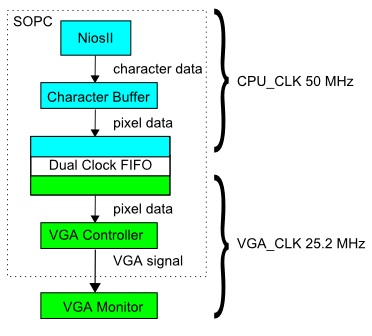 SOPC
NiosII
character data
Character Buffer
pixel data
Dual Clock FIFO
pixel data
VGA Controller
VGA signal
VGA Monitor
CPU_CLK 50 MHz
VGA_CLK 25.2 MHz